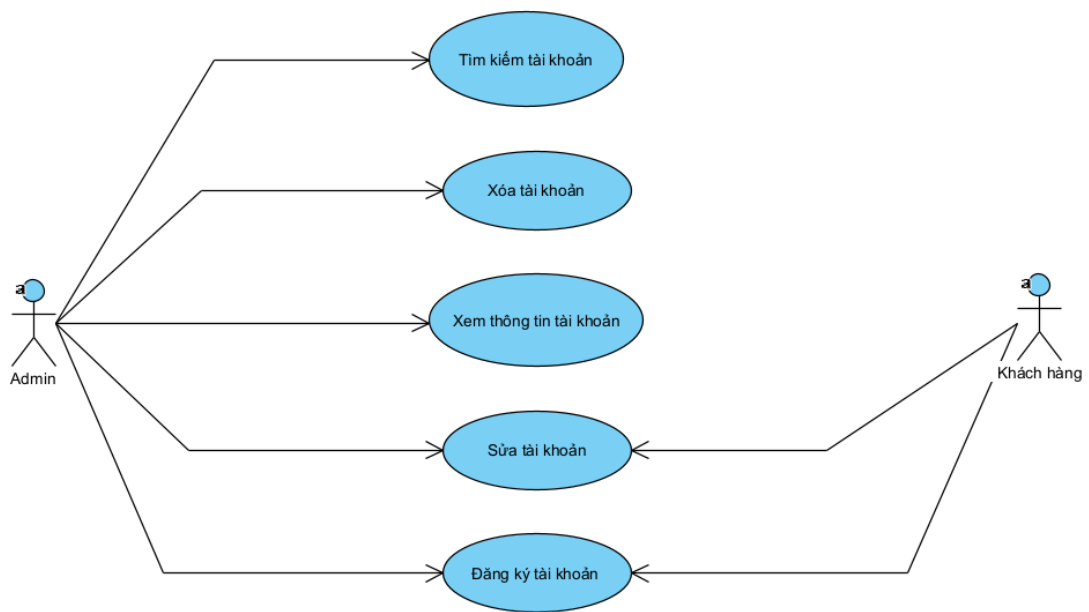 Tìm kiếm tài khoản
Xóa tài khoản
a
a
Xem thông tin tài khoản
Admin
Khách hàng
Sửa tài khoản
Đăng ký tài khoản